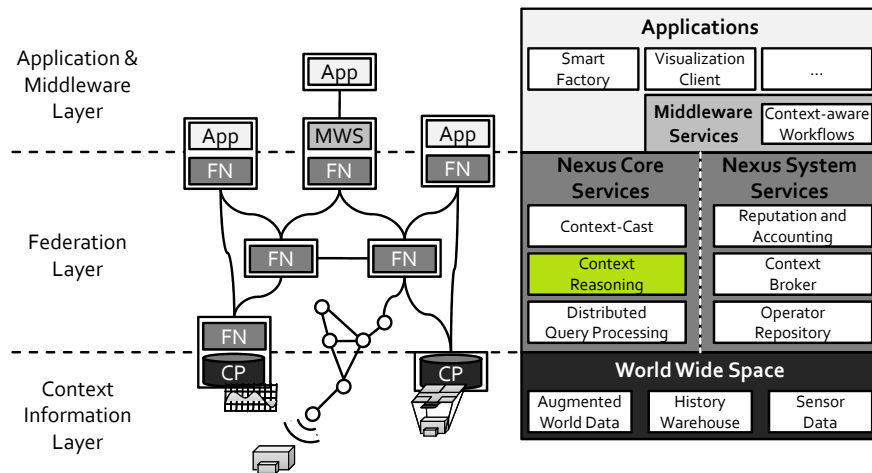 Application &
Middleware
Layer
App
App
MWS
App
FN
FN
FN
Federation
Layer
FN
FN
FN
CP
CP
Context
Information
Layer
Applications
Smart
Factory
Visualization
Client
...
Middleware
Services
Context-aware
Workflows
Nexus Core
Services
Nexus System
Services
Context-Cast
Reputation and
Accounting
Context
Reasoning
Context
Broker
Distributed
Query Processing
Operator
Repository
World Wide Space
Augmented
World Data
History
Warehouse
Sensor
Data